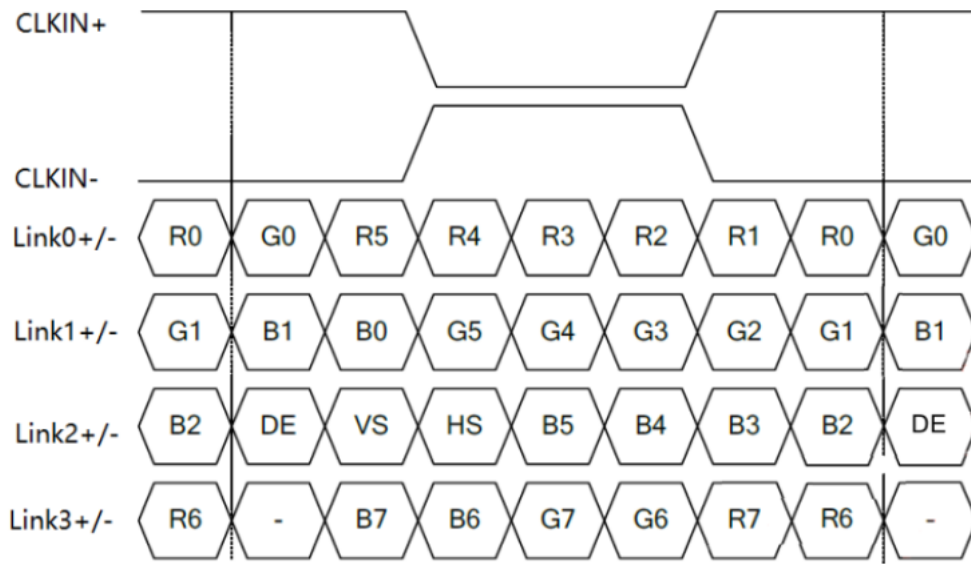 CLKIN+
CLKIN-
Link0+/- R0 G0 R5 R4 R3 R2 R1 R0 G0
Link1+/- G1 B1 B0 G5 G4 G3 G2 G1 B1
Link2+/- B2 DE VS HS B5 B4 B3 B2 DE
Link3+/- R6 - B7 B6 G7 G6 R7 R6 -